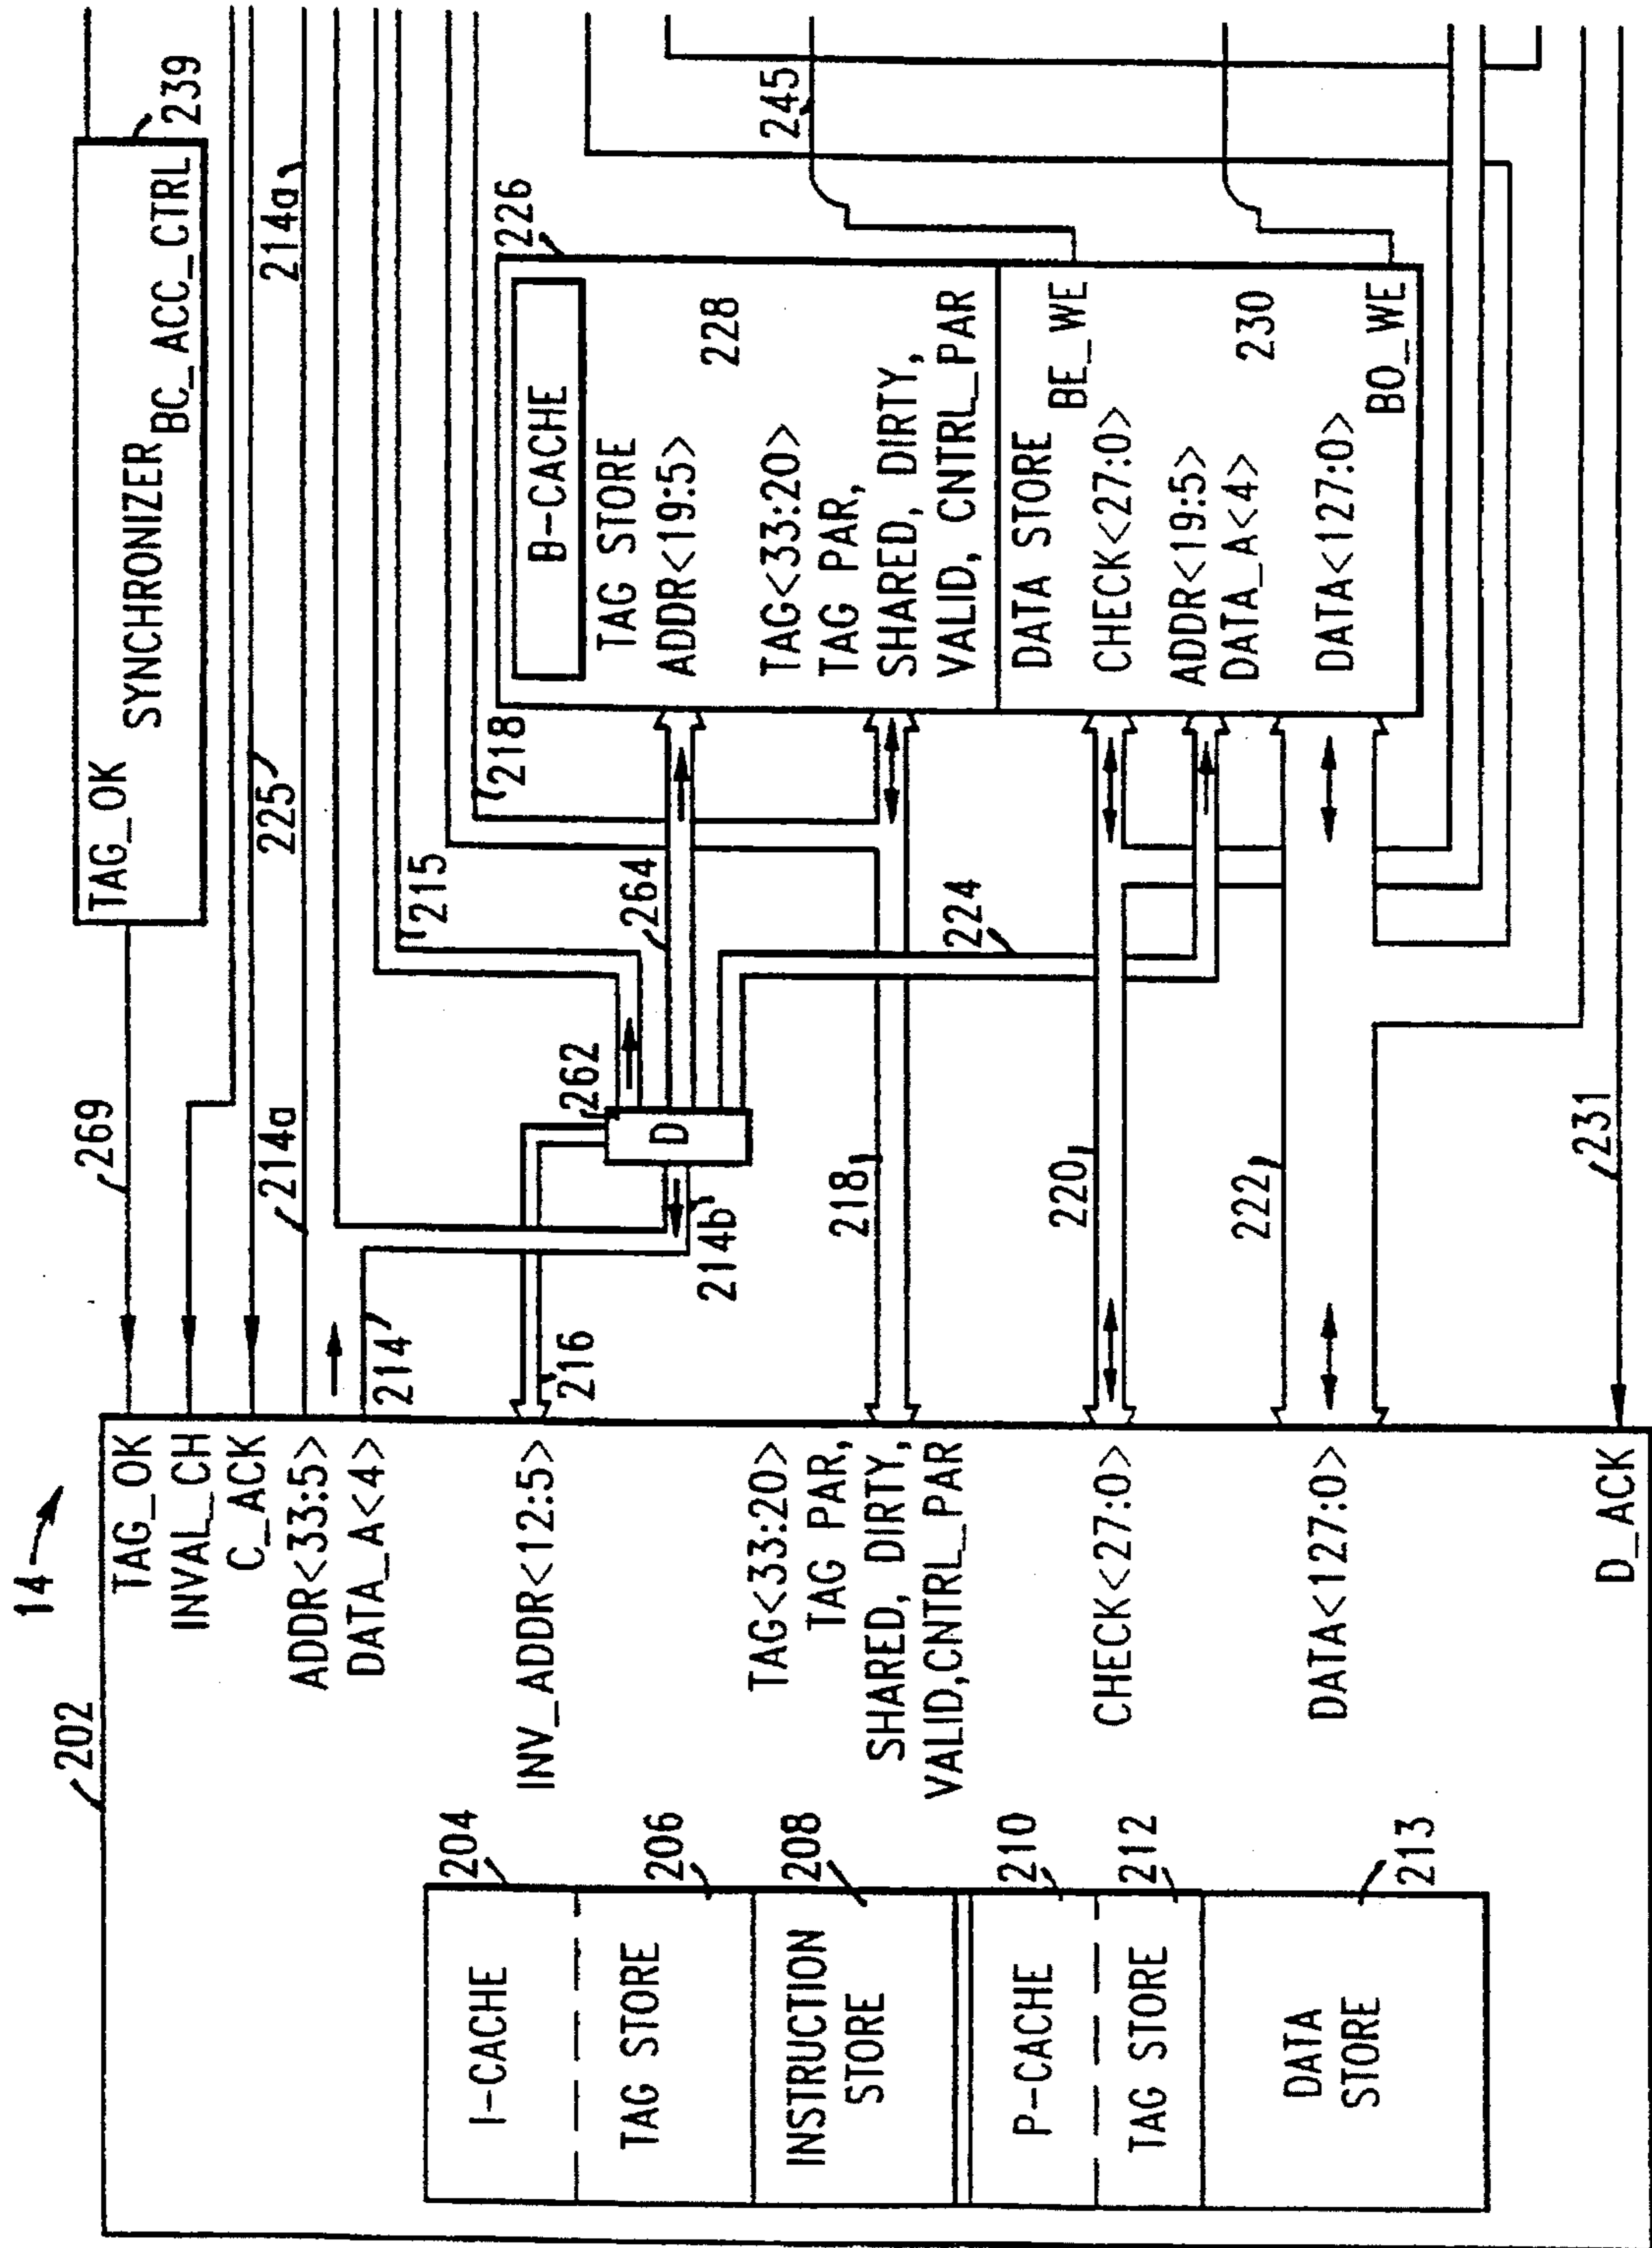 14
202
204
I-CACHE
206
TAG STORE
208
INSTRUCTION
STORE
210
P-CACHE
212
TAG STORE
213
DATA
STORE
TAG_OK
INVAL_CH
C_ACK
ADDR<33:5>
DATA_A<4>
INV_ADDR<12:5>
TAG<33:20>
TAG PAR,
SHARED, DIRTY,
VALID,CNTRL_PAR
CHECK<27:0>
DATA<127:0>
D_ACK
269
214a
214
216
214b
262
D
218
220
222
231
TAG_OK
SYNCHRONIZER
BC_ACC_CTRL
239
225
214a
215
264
218
224
226
B-CACHE
TAG STORE
ADDR<19:5>
228
TAG<33:20>
TAG PAR,
SHARED, DIRTY,
VALID, CNTRL_PAR
DATA STORE
BE_WE
CHECK<27:0>
ADDR<19:5>
DATA_A<4>
230
DATA<127:0>
BO_WE
245